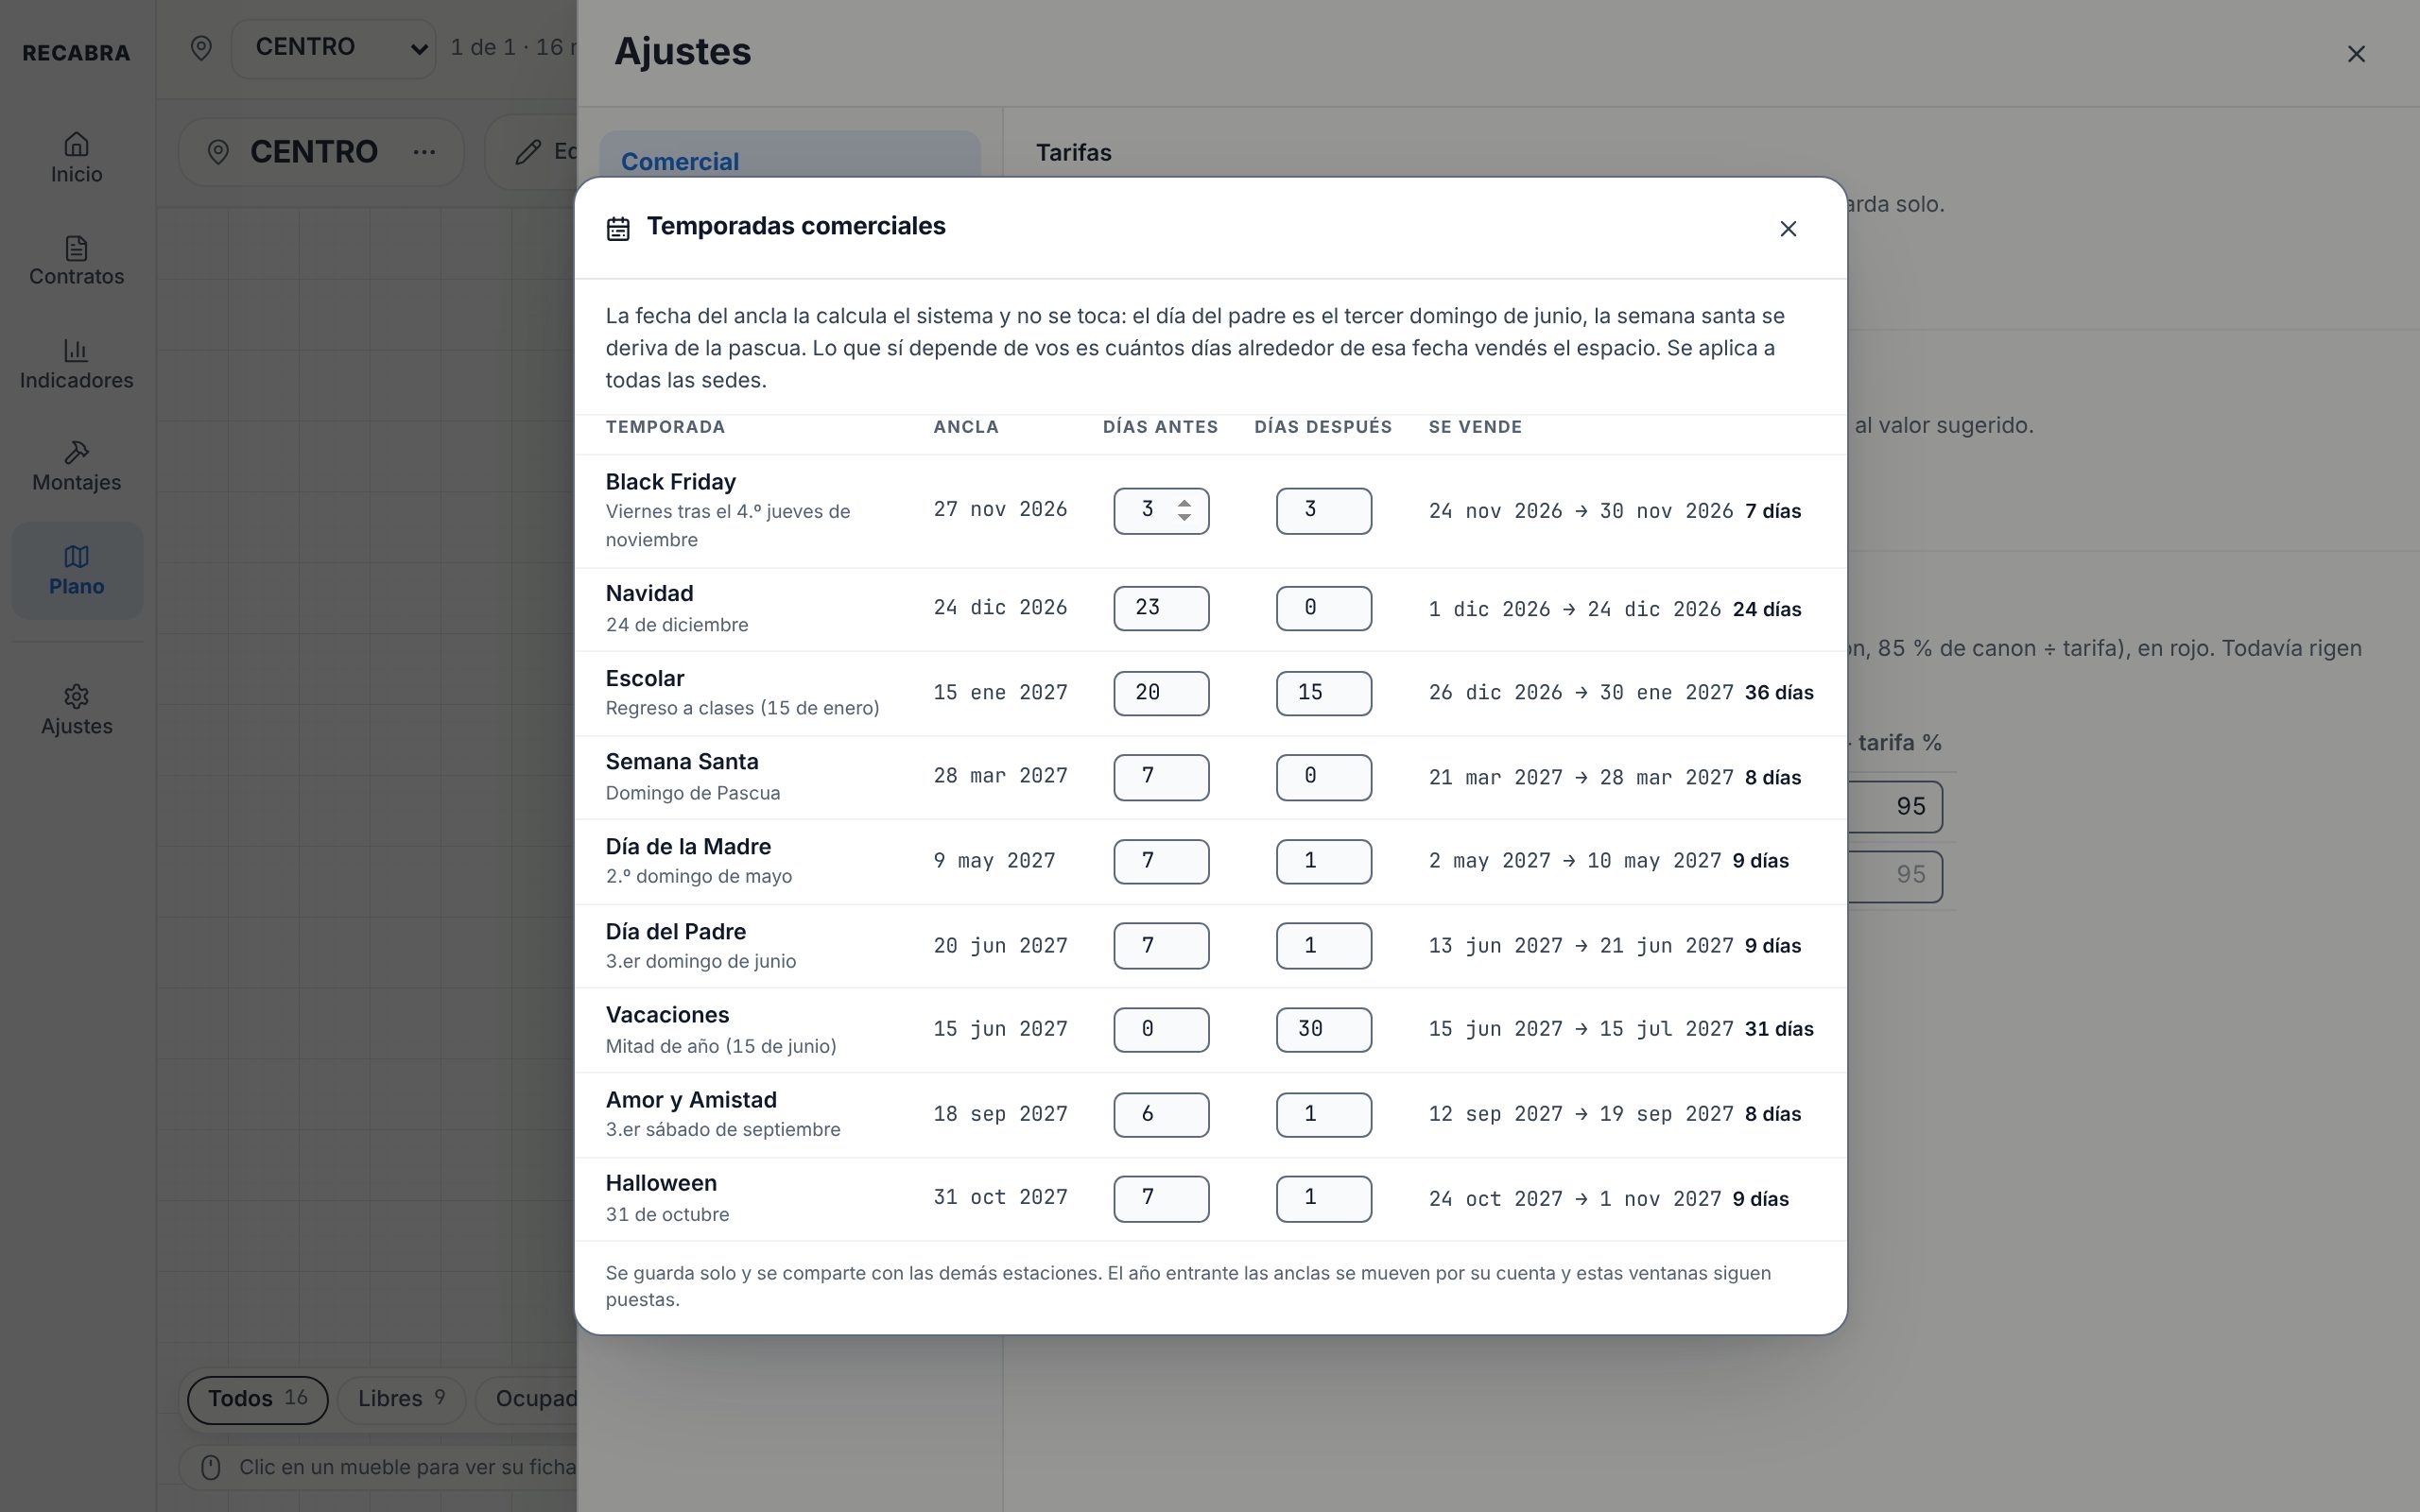 RECABRA
CENTRO
1 de 1 · 16
Ajustes
Inicio
Contratos
Indicadores
Montajes
Plano
Ajustes
CENTRO
Comercial
Tarifas
arda solo.
al valor sugerido.
85 % de canon ÷ tarifa), en rojo. Todavía rigen
tarifa %
95
95
Temporadas comerciales
La fecha del ancla la calcula el sistema y no se toca: el día del padre es el tercer domingo de junio, la semana santa se
deriva de la pascua. Lo que sí depende de vos es cuántos días alrededor de esa fecha vendés el espacio. Se aplica a
todas las sedes.
TEMPORADA ANCLA DÍAS ANTES DÍAS DESPUÉS SE VENDE
Black Friday
Viernes tras el 4.º jueves de
noviembre
27 nov 2026 3 3 24 nov 2026 → 30 nov 2026 7 días
Navidad
24 de diciembre
24 dic 2026 23 0 1 dic 2026 → 24 dic 2026 24 días
Escolar
Regreso a clases (15 de enero)
15 ene 2027 20 15 26 dic 2026 → 30 ene 2027 36 días
Semana Santa
Domingo de Pascua
28 mar 2027 7 0 21 mar 2027 → 28 mar 2027 8 días
Día de la Madre
2.º domingo de mayo
9 may 2027 7 1 2 may 2027 → 10 may 2027 9 días
Día del Padre
3.er domingo de junio
20 jun 2027 7 1 13 jun 2027 → 21 jun 2027 9 días
Vacaciones
Mitad de año (15 de junio)
15 jun 2027 0 30 15 jun 2027 → 15 jul 2027 31 días
Amor y Amistad
3.er sábado de septiembre
18 sep 2027 6 1 12 sep 2027 → 19 sep 2027 8 días
Halloween
31 de octubre
31 oct 2027 7 1 24 oct 2027 → 1 nov 2027 9 días
Se guarda solo y se comparte con las demás estaciones. El año entrante las anclas se mueven por su cuenta y estas ventanas siguen
puestas.
Todos 16 Libres 9 Ocupad
Clic en un mueble para ver su ficha